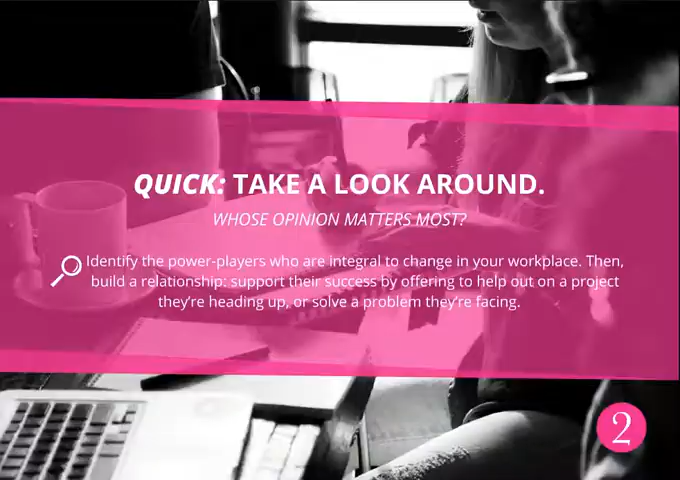 QUICK: TAKE A LOOK AROUND.
WHOSE OPINION MATTERS MOST?
Identify the power-players who are integral to change in your workplace. Then,
build a relationship: support their success by offering to help out on a project
they're heading up, or solve a problem they're facing.
2